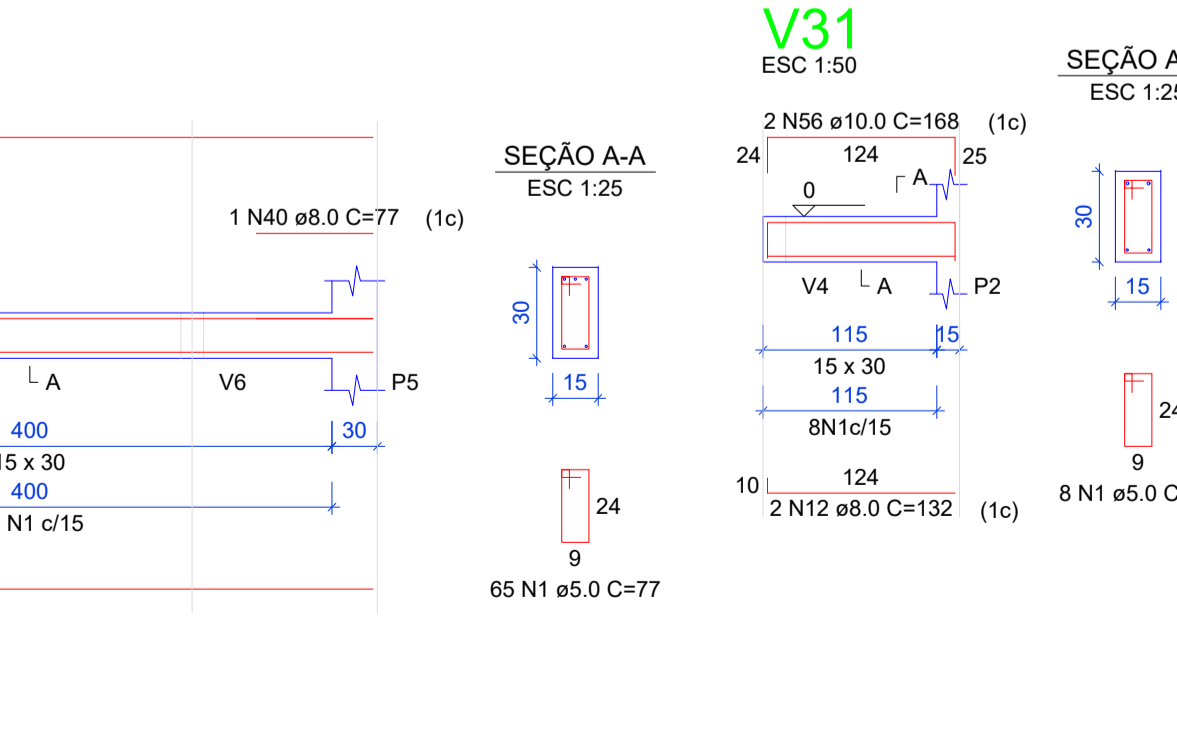 1 N40 ø8.0 C=77 (1c)
A
V6
P5
400
30
15 x 30
400
N1 c/15
SEÇÃO A-A
ESC 1:25
30
15
24
9
65 N1 ø5.0 C=77
V31
ESC 1:50
2 N56 ø10.0 C=168 (1c)
24
124
25
0
A
V4
A
P2
115
15
15 x 30
115
8N1c/15
10
124
2 N12 ø8.0 C=132 (1c)
SEÇÃO A
ESC 1:25
30
15
24
9
8 N1 ø5.0 C